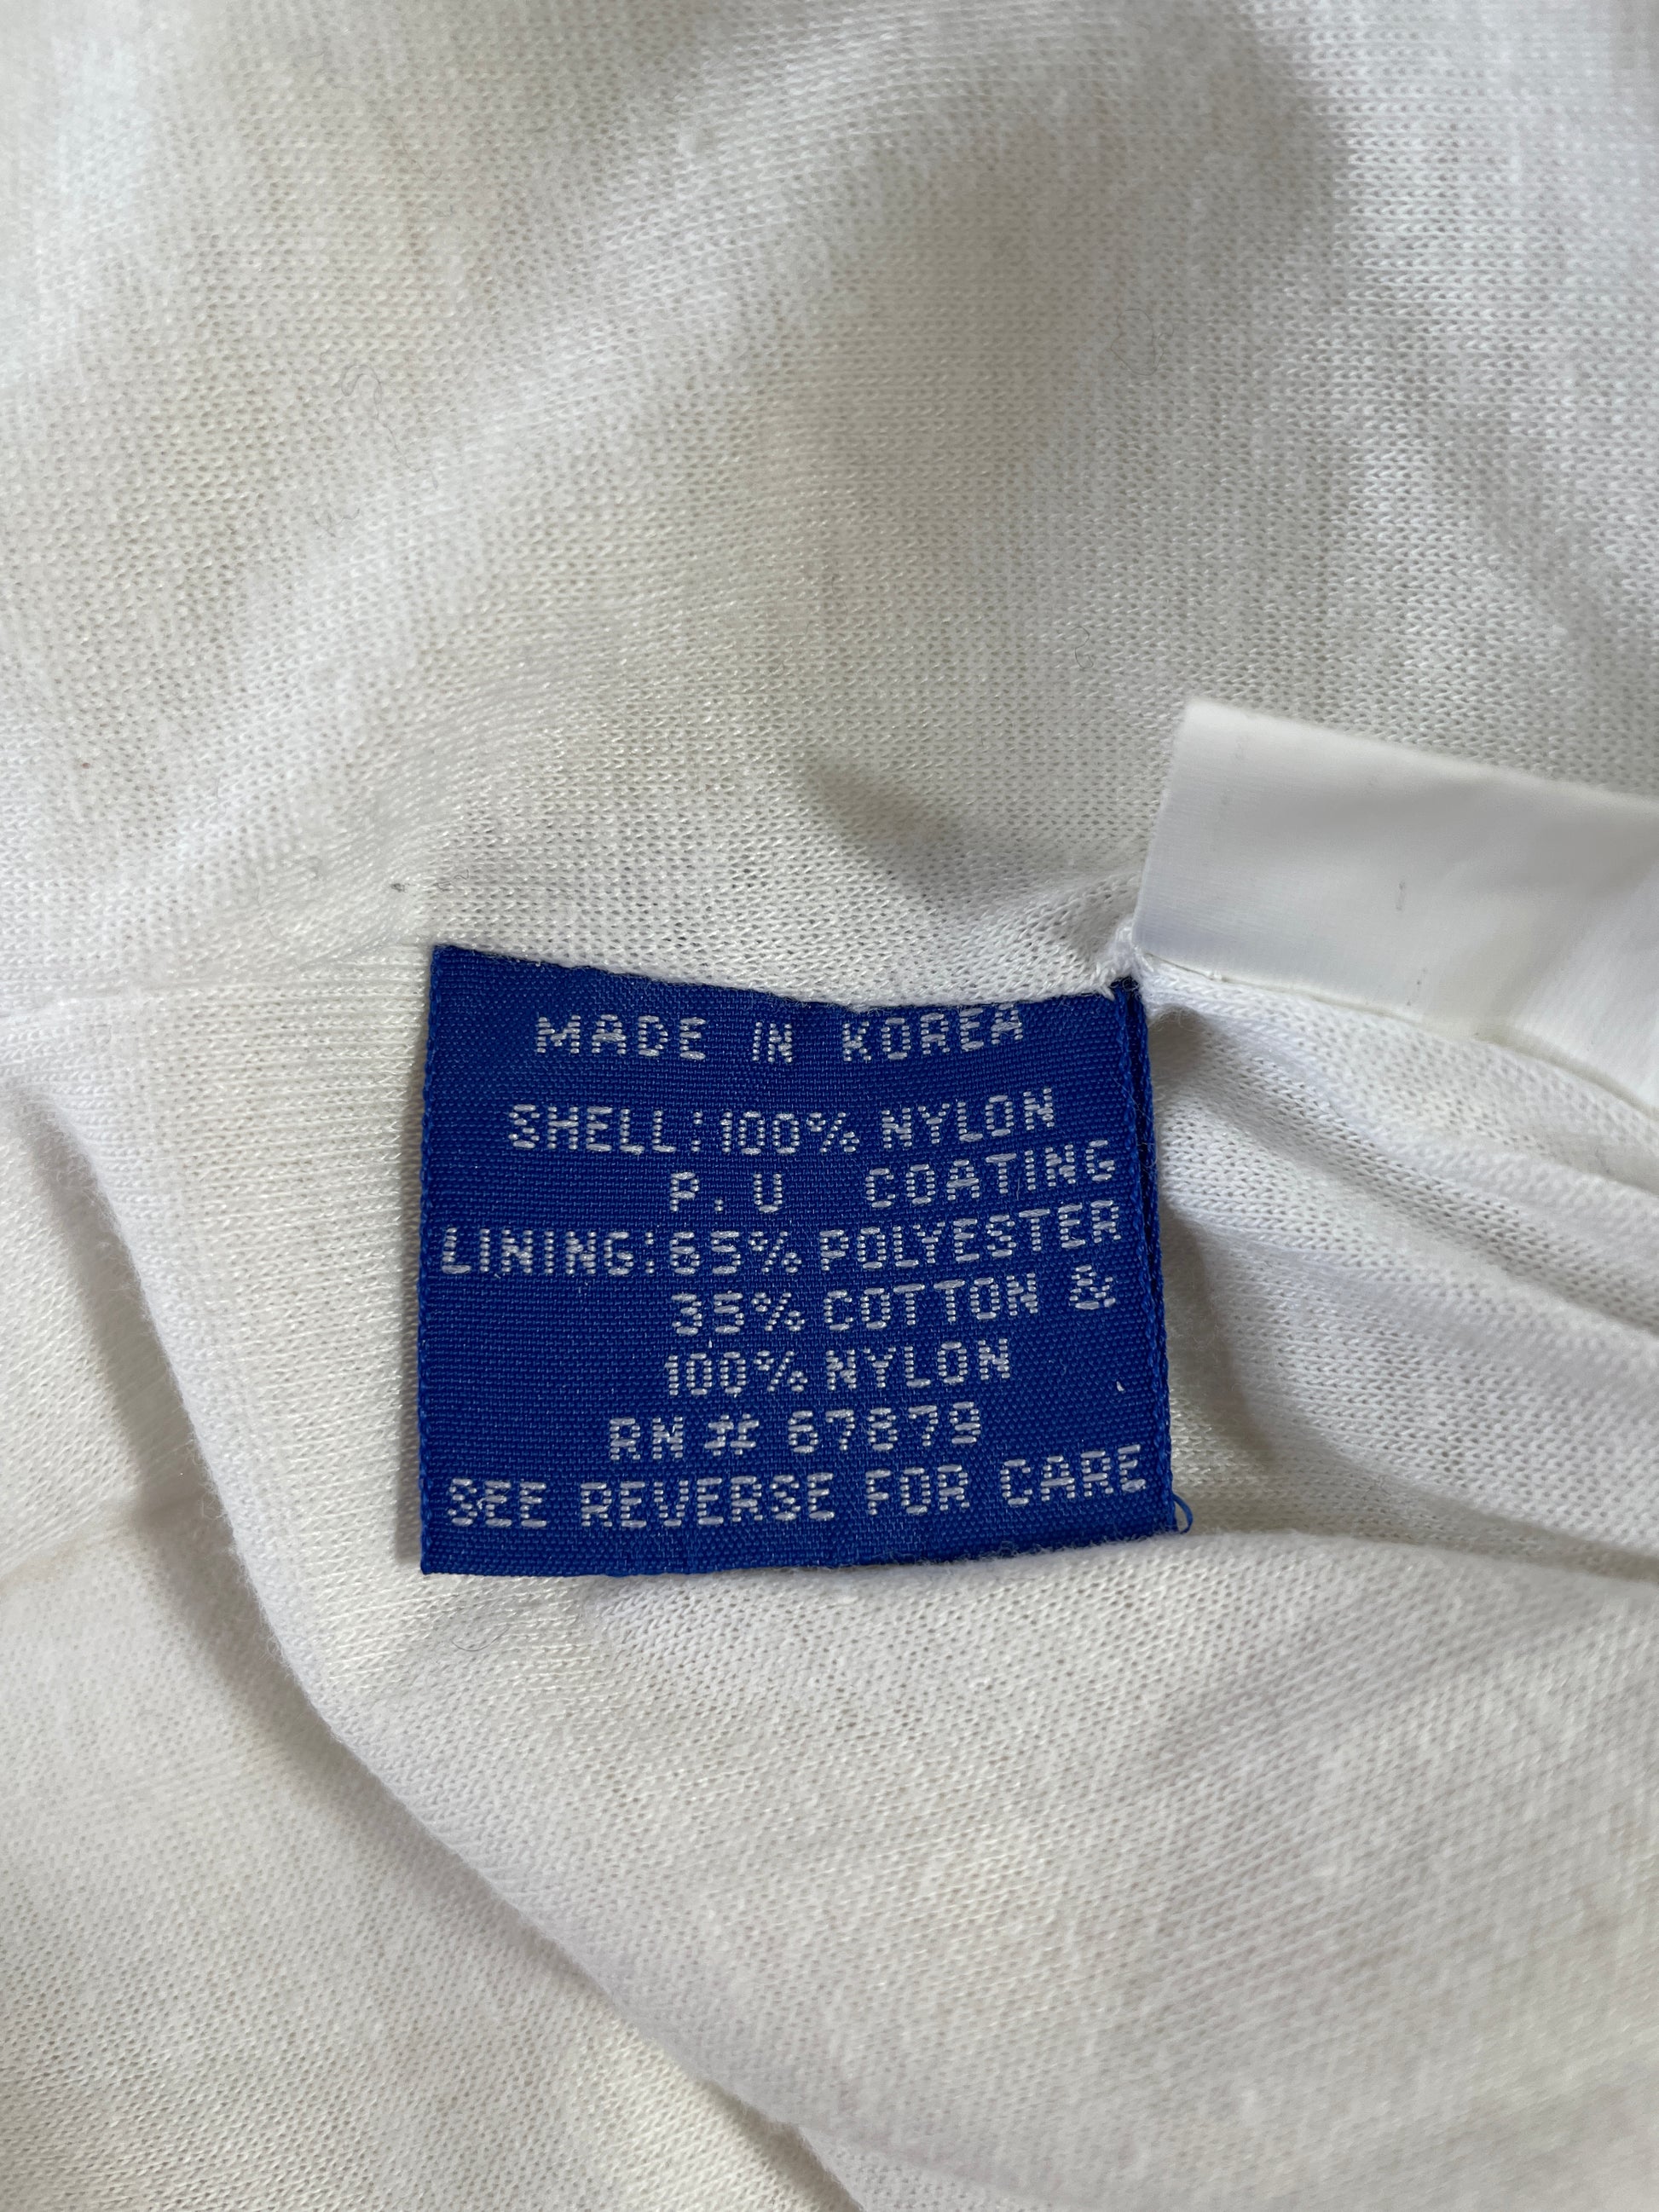 MADE IN KOREA
SHELL:100% NYLON
P.U COATING
LINING:65% POLYESTER
35% COTTON &
100% NYLON
RN # 67879
SEE REVERSE FOR CARE